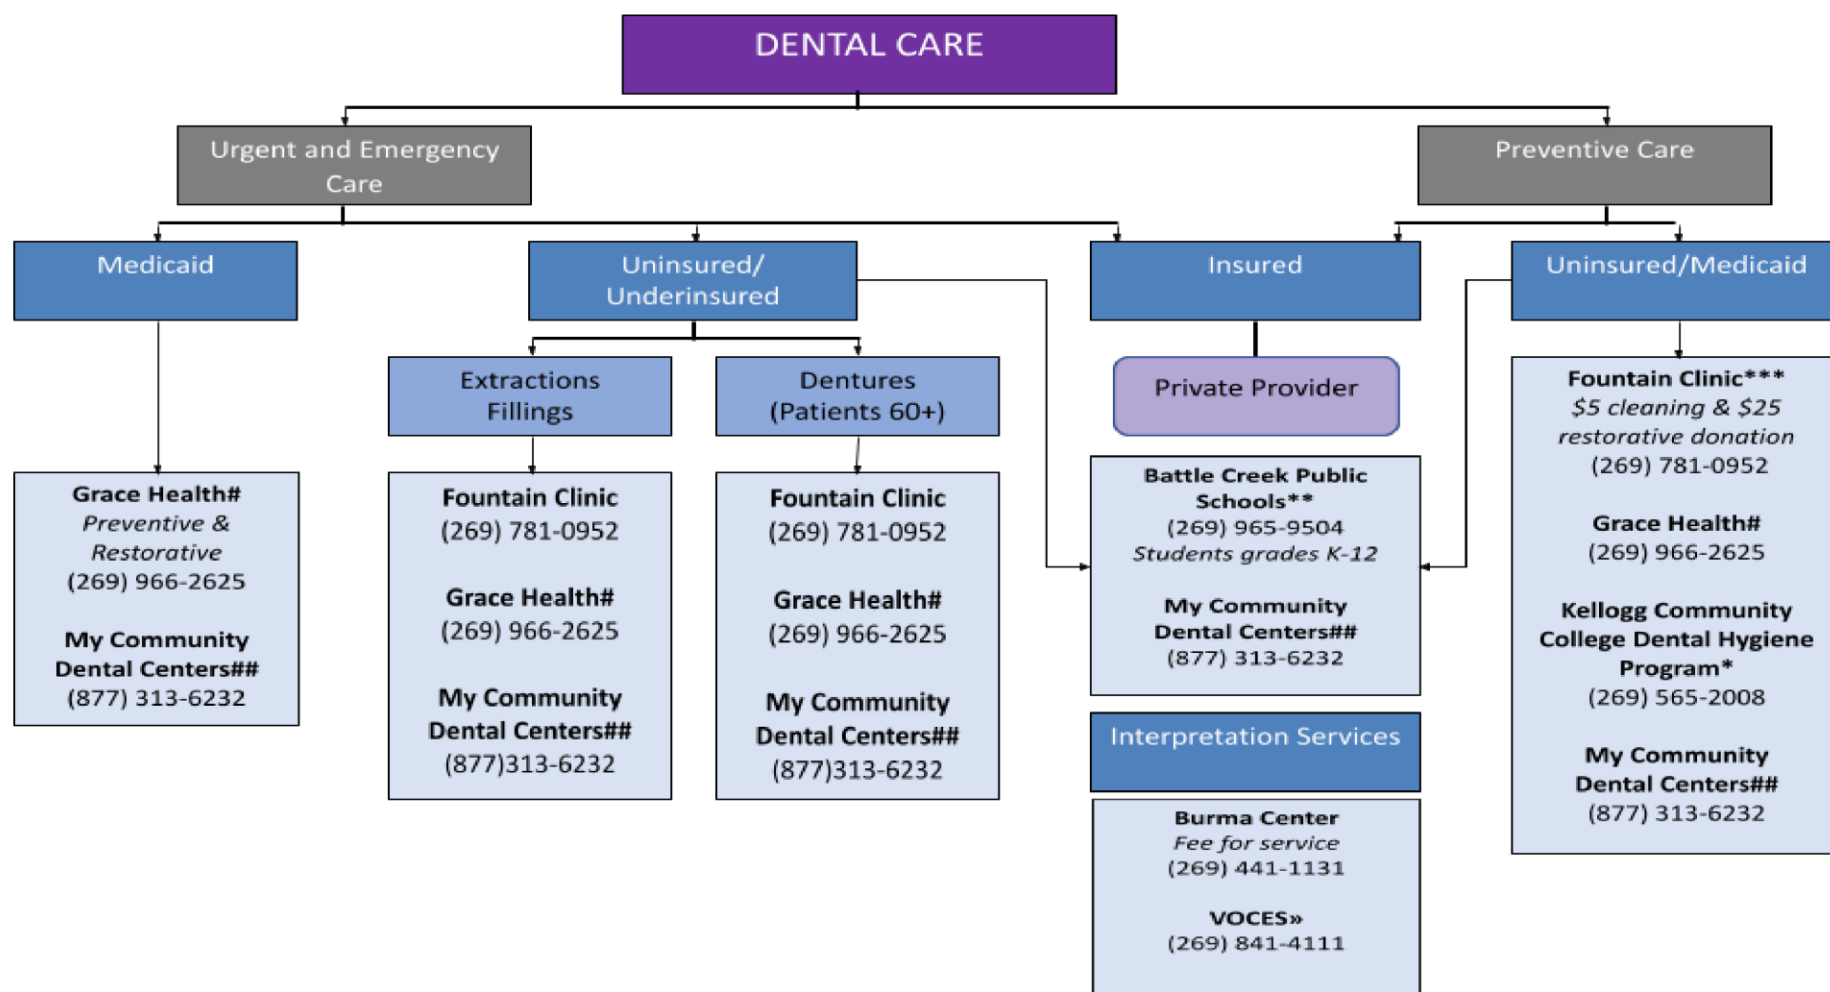 DENTAL CARE
Urgent and Emergency
Care
Preventive Care
Medicaid
Uninsured/
Underinsured
Insured
Uninsured/Medicaid
Extractions
Fillings
Dentures
(Patients 60+)
Private Provider
Grace Health#
Preventive &
Restorative
(269) 966-2625
My Community
Dental Centers##
(877) 313-6232
Fountain Clinic
(269) 781-0952
Grace Health#
(269) 966-2625
My Community
Dental Centers##
(877)313-6232
Fountain Clinic
(269) 781-0952
Grace Health#
(269) 966-2625
My Community
Dental Centers##
(877)313-6232
Battle Creek Public
Schools**
(269) 965-9504
Students grades K-12
My Community
Dental Centers##
(877) 313-6232
Interpretation Services
Burma Center
Fee for service
(269) 441-1131
VOCES»
(269) 841-4111
Fountain Clinic***
$5 cleaning & $25
restorative donation
(269) 781-0952
Grace Health#
(269) 966-2625
Kellogg Community
College Dental Hygiene
Program*
(269) 565-2008
My Community
Dental Centers##
(877) 313-6232